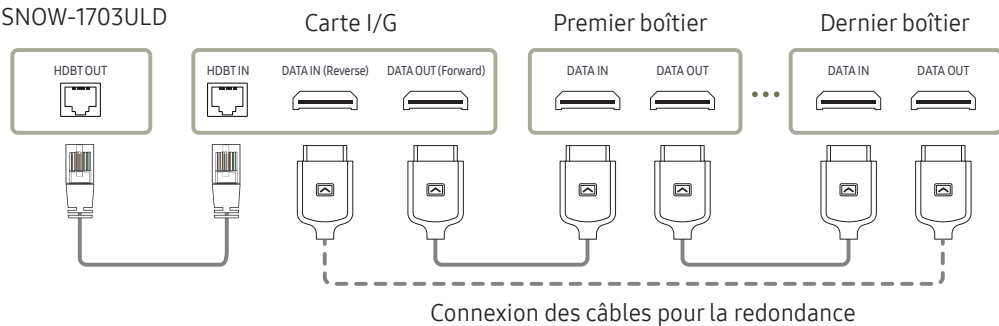 SNOW-1703ULD
Carte I/G
Premier boîtier
Dernier boîtier
HDBT OUT
HDBT IN
DATA IN (Reverse)
DATA OUT (Forward)
DATA IN
DATA OUT
DATA IN
DATA OUT
Connexion des câbles pour la redondance